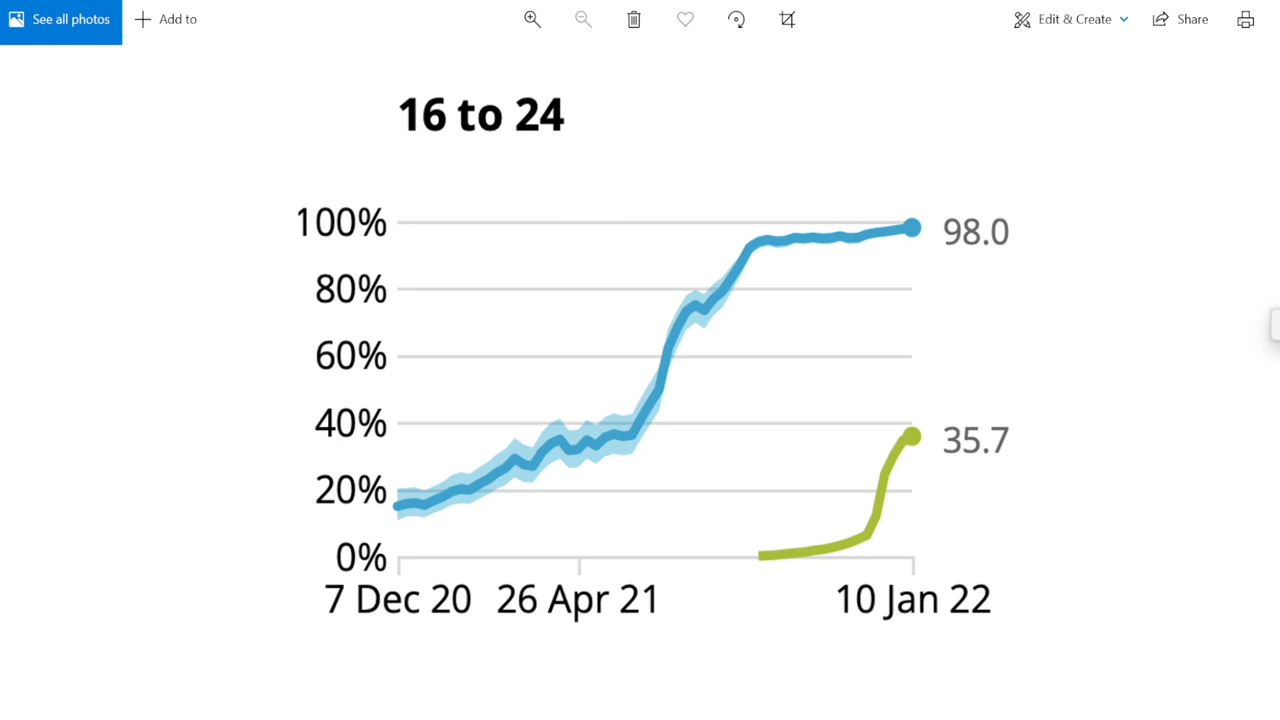 See all photos
Add to
Edit & Create
Share
16 to 24
100%
98.0
80%
60%
40%
35.7
20%
0%
7 Dec 20
26 Apr 21
10 Jan 22